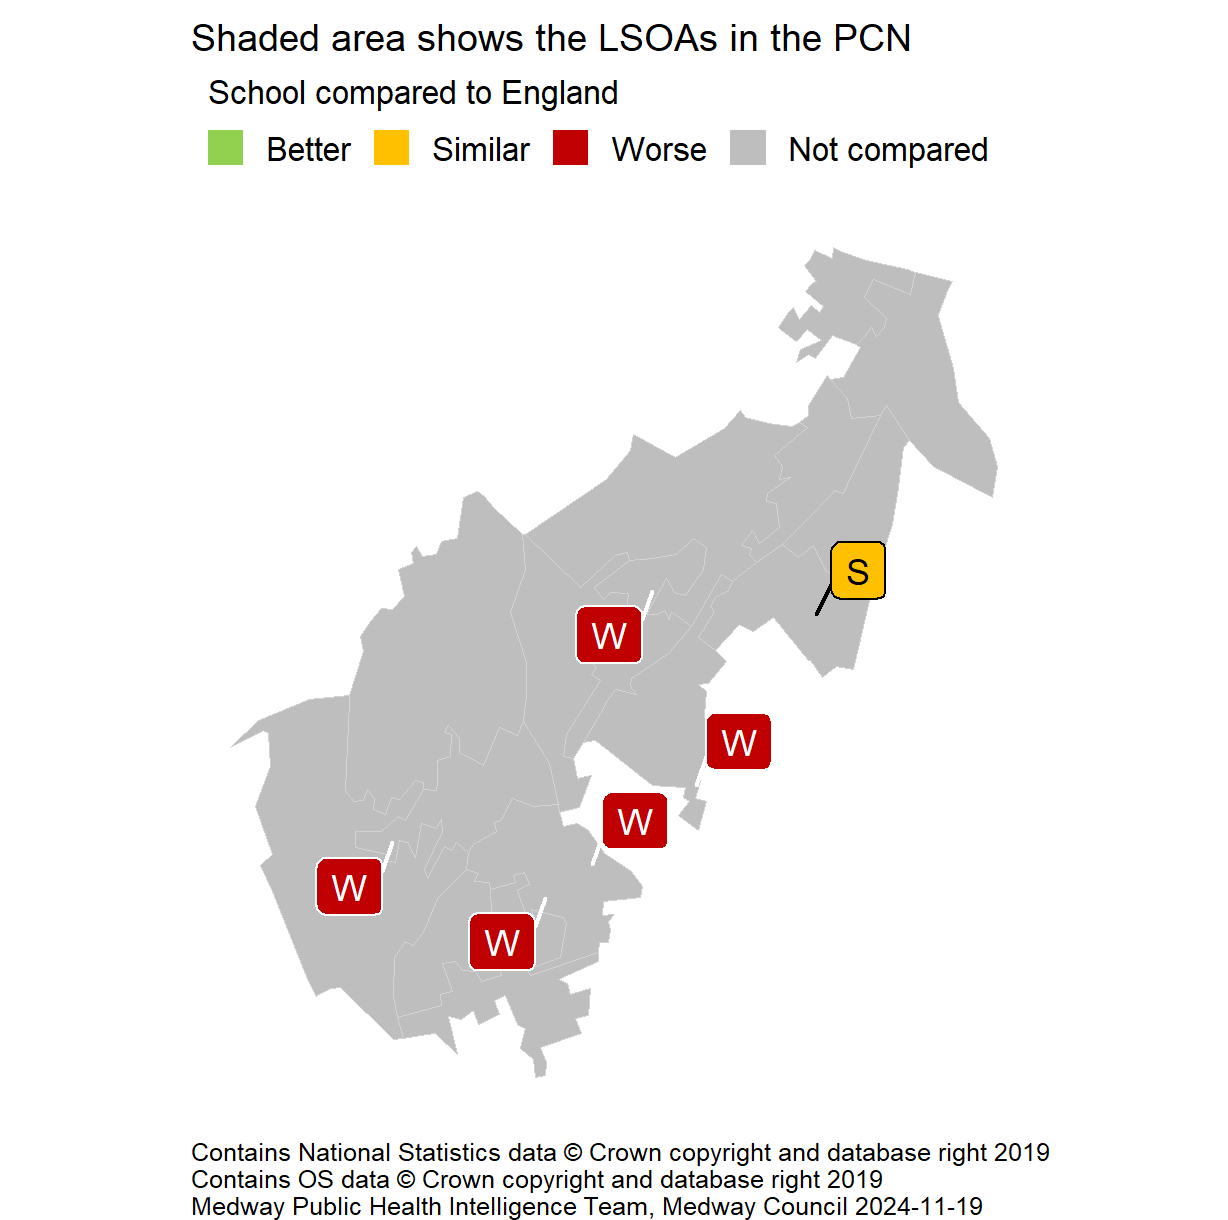 Shaded area shows the LSOAs in the PCN
School compared to England
Better Similar Worse Not compared
S
W
W
W
W
W
Contains National Statistics data © Crown copyright and database right 2019
Contains OS data © Crown copyright and database right 2019
Medway Public Health Intelligence Team, Medway Council 2024-11-19